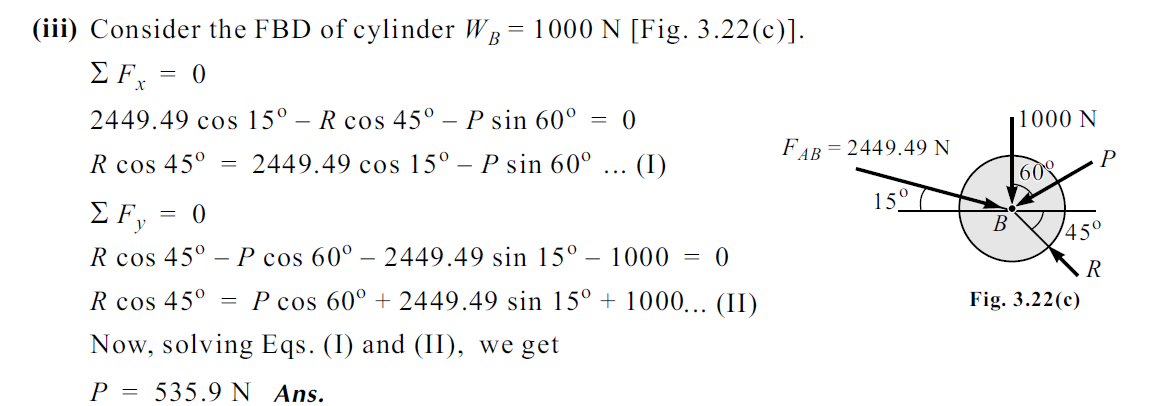 (iii) Consider the FBD of cylinder W_B = 1000 N [Fig. 3.22(c)].
Σ F_x = 0
2449.49 cos 15° – R cos 45° – P sin 60° = 0
R cos 45° = 2449.49 cos 15° – P sin 60° ... (I)
Σ F_y = 0
R cos 45° – P cos 60° – 2449.49 sin 15° – 1000 = 0
R cos 45° = P cos 60° + 2449.49 sin 15° + 1000... (II)
Now, solving Eqs. (I) and (II), we get
P = 535.9 N Ans.
1000 N
F_AB = 2449.49 N
P
60°
15°
B
45°
R
Fig. 3.22(c)